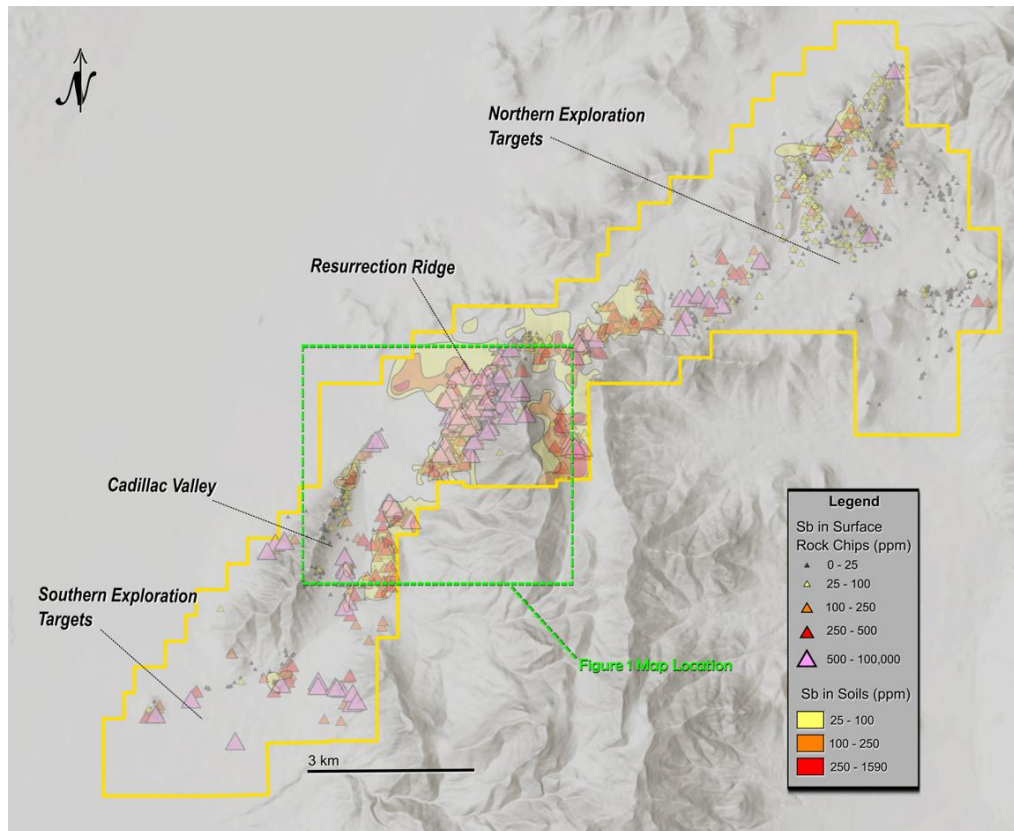 N
Northern Exploration
Targets
Resurrection Ridge
Cadillac Valley
Southern Exploration
Targets
Figure 1 Map Location
3 km
Legend
Sb in Surface
Rock Chips (ppm)
0 - 25
25 - 100
100 - 250
250 - 500
500 - 100,000
Sb in Soils (ppm)
25 - 100
100 - 250
250 - 1590